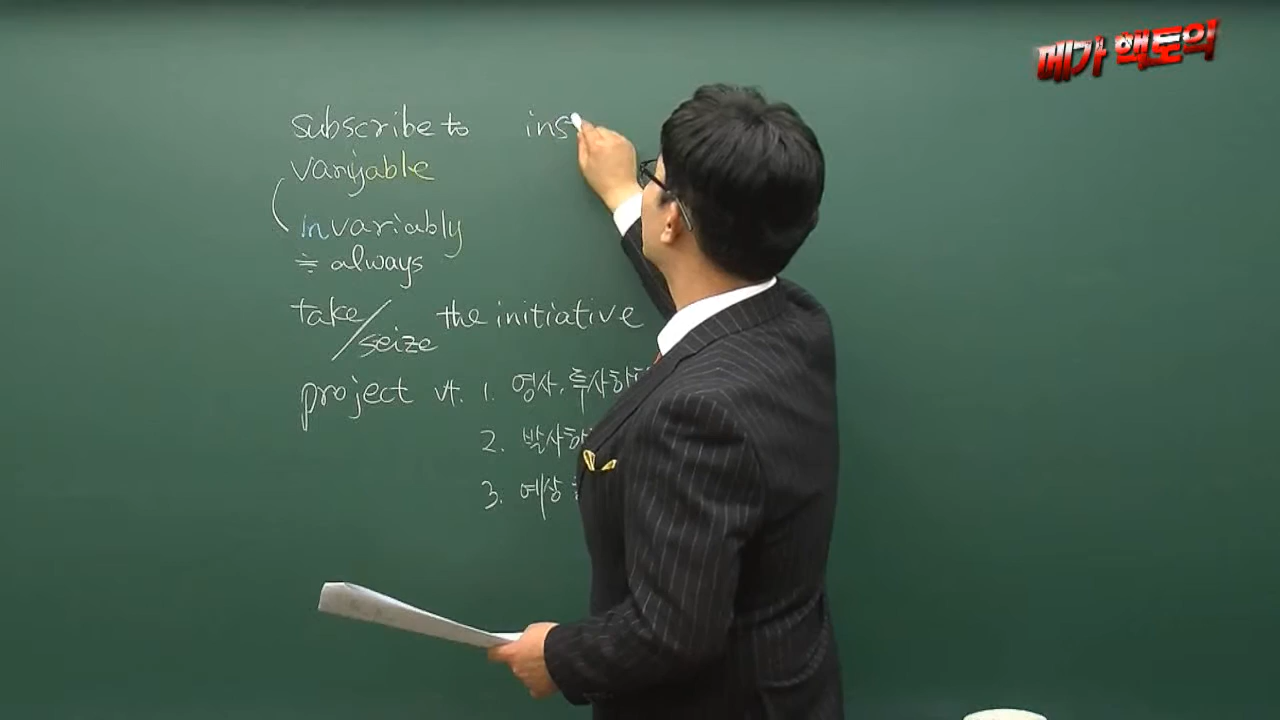 메가 핵토익
subscribe to ins
variable
invariably
≒ always
take/seize the initiative
project vt. 1. 영사, 투사하
2. 발사하
3. 예상